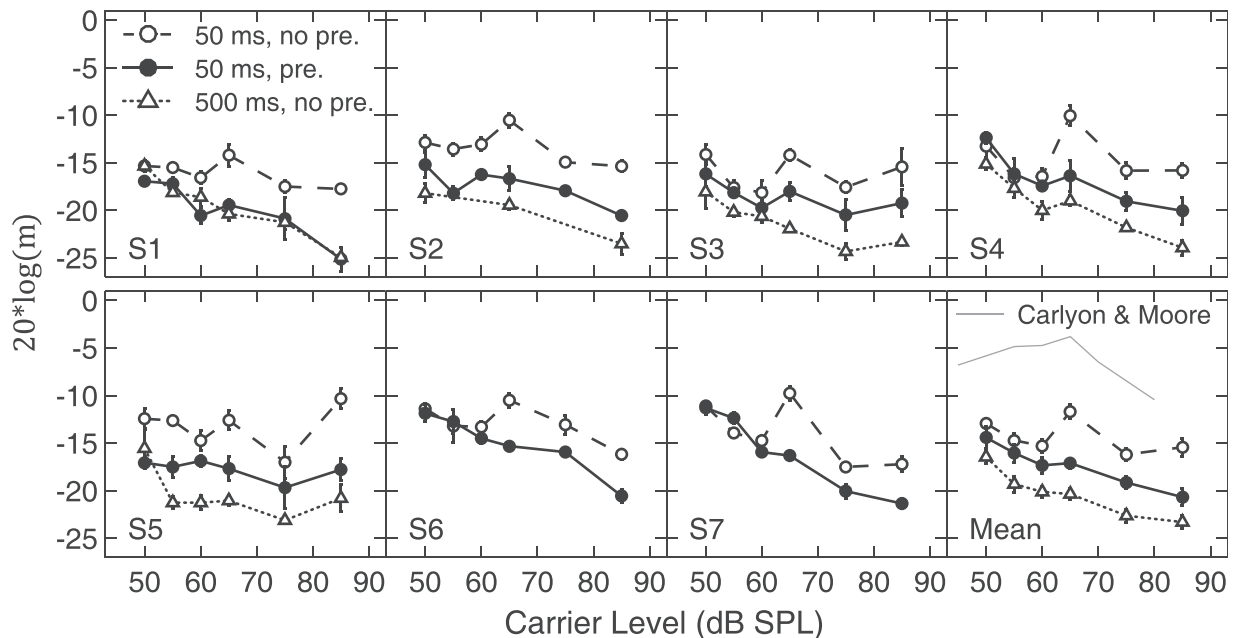 0
-5
-10
-15
-20
-25
50 ms, no pre.
50 ms, pre.
500 ms, no pre.
S1
S2
S3
S4
0
-5
-10
-15
-20
-25
Carlyon & Moore
S5
S6
S7
Mean
50 60 70 80 90 50 60 70 80 90 50 60 70 80 90 50 60 70 80 90
20*log(m)
Carrier Level (dB SPL)